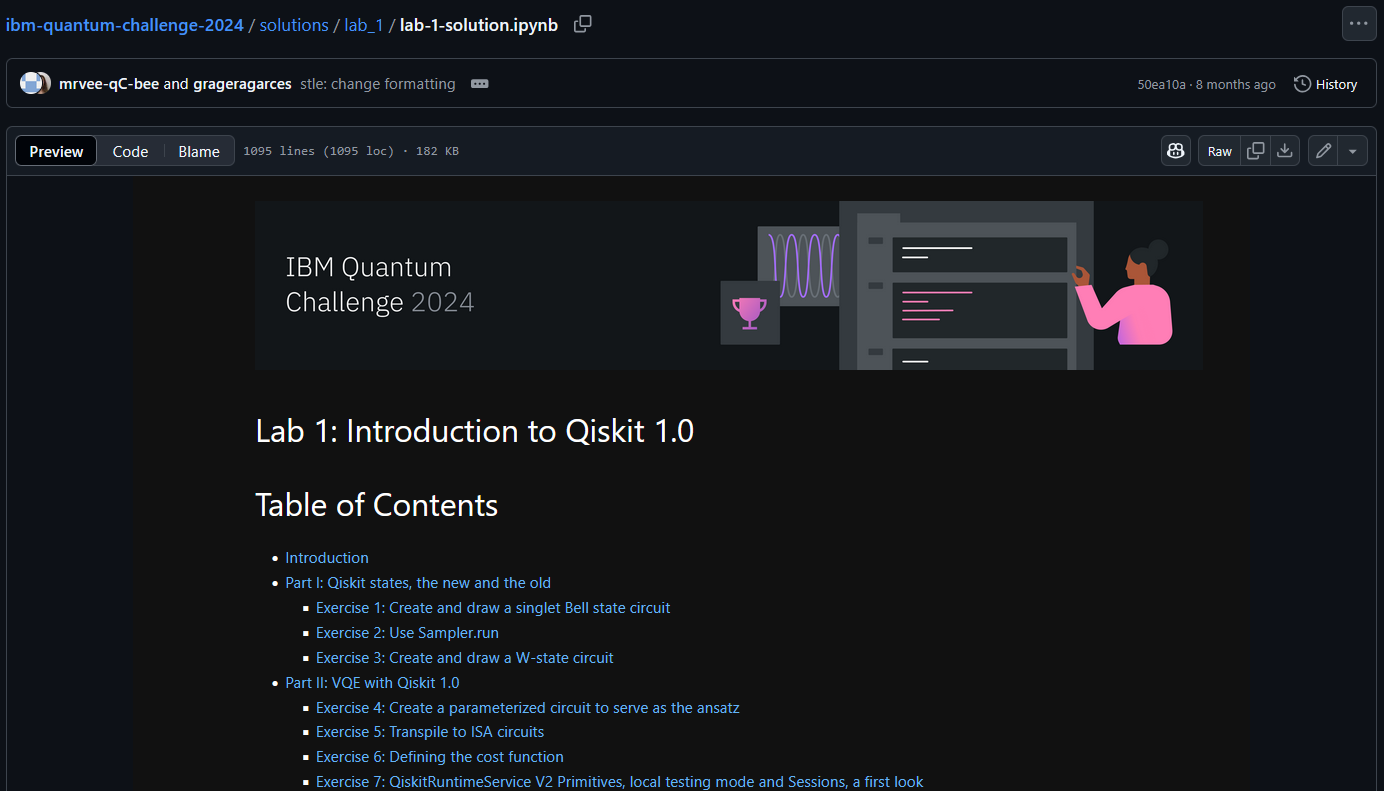 ibm-quantum-challenge-2024 / solutions / lab_1 / lab-1-solution.ipynb
mrvee-qC-bee and grageragarces stle: change formatting
50ea10a · 8 months ago History
Preview Code Blame 1095 lines (1095 loc) · 182 KB
Raw
IBM Quantum
Challenge 2024
Lab 1: Introduction to Qiskit 1.0
Table of Contents
Introduction
Part I: Qiskit states, the new and the old
Exercise 1: Create and draw a singlet Bell state circuit
Exercise 2: Use Sampler.run
Exercise 3: Create and draw a W-state circuit
Part II: VQE with Qiskit 1.0
Exercise 4: Create a parameterized circuit to serve as the ansatz
Exercise 5: Transpile to ISA circuits
Exercise 6: Defining the cost function
Exercise 7: QiskitRuntimeService V2 Primitives, local testing mode and Sessions, a first look